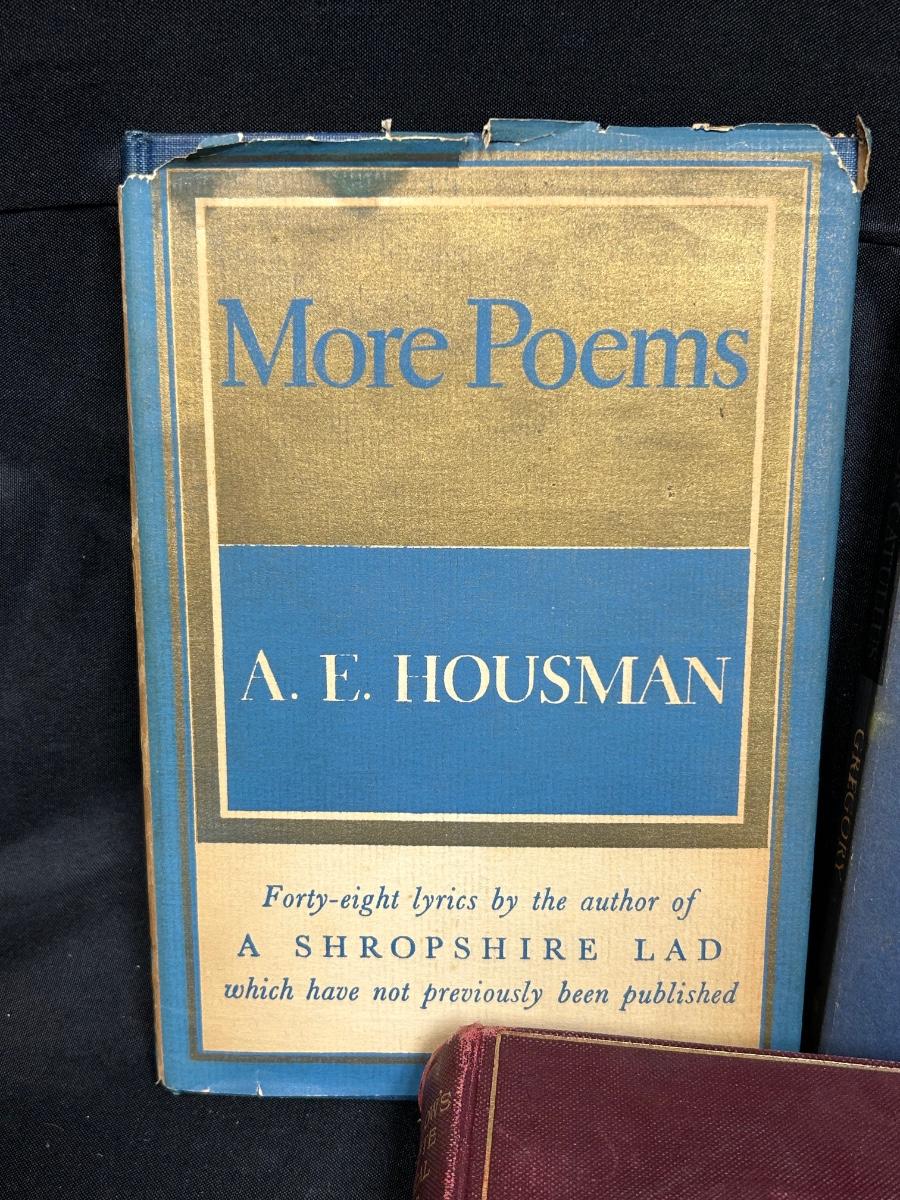 More Poems
A. E. HOUSMAN
Forty-eight lyrics by the author of
A SHROPSHIRE LAD
which have not previously been published
CATULLUS
GREGORY